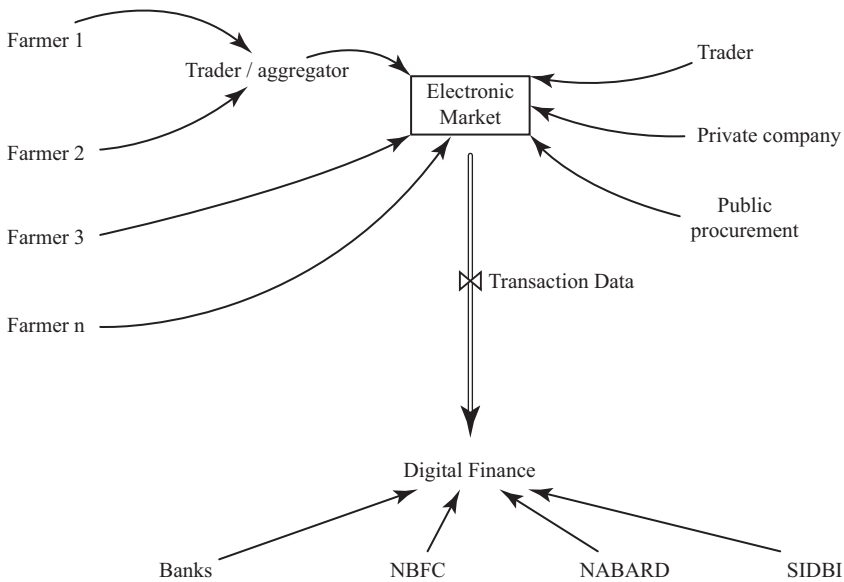 Farmer 1
Trader / aggregator
Trader
Electronic
Market
Private company
Farmer 2
Public
procurement
Farmer 3
Transaction Data
Farmer n
Digital Finance
Banks
NBFC
NABARD
SIDBI